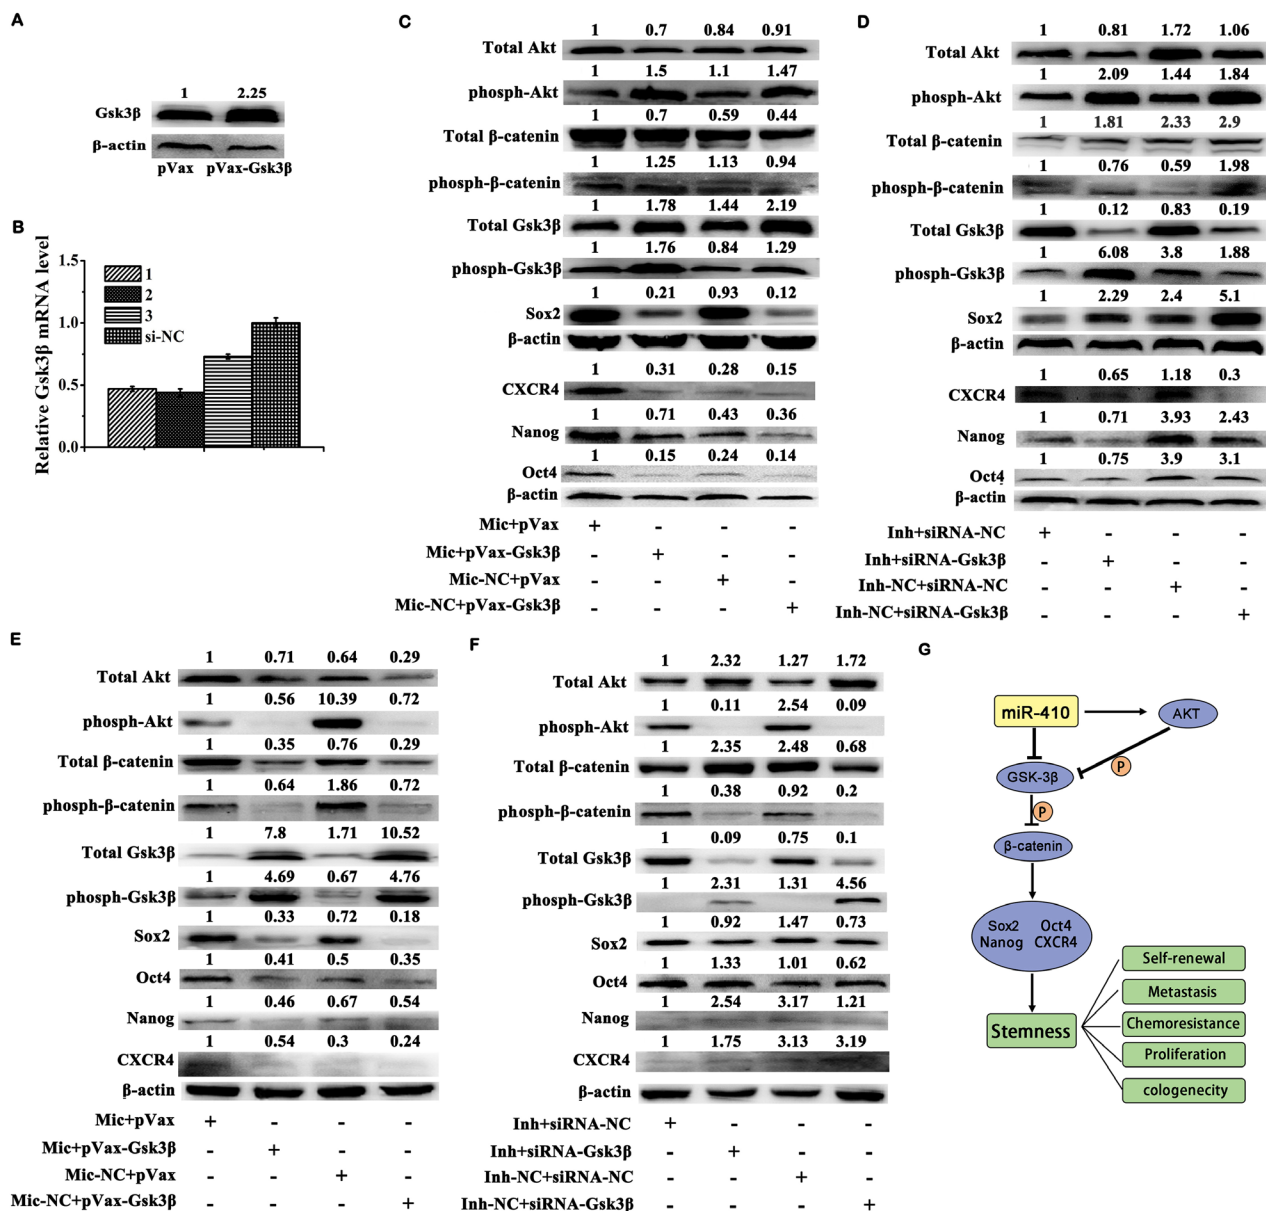 A
1 2.25
Gsk3β
β-actin
pVax pVax-Gsk3β
B
Relative Gsk3β mRNA level
1.5
1.0
0.5
0.0
1
2
3
si-NC
C
1 0.7 0.84 0.91
Total Akt
1 1.5 1.1 1.47
phosph-Akt
1 0.7 0.59 0.44
Total β-catenin
1 1.25 1.13 0.94
phosph-β-catenin
1 1.78 1.44 2.19
Total Gsk3β
1 1.76 0.84 1.29
phosph-Gsk3β
1 0.21 0.93 0.12
Sox2
β-actin
1 0.31 0.28 0.15
CXCR4
1 0.71 0.43 0.36
Nanog
1 0.15 0.24 0.14
Oct4
β-actin
Mic+pVax + - - -
Mic+pVax-Gsk3β - + - -
Mic-NC+pVax - - + -
Mic-NC+pVax-Gsk3β - - - +
D
1 0.81 1.72 1.06
Total Akt
1 2.09 1.44 1.84
phosph-Akt
1 1.81 2.33 2.9
Total β-catenin
1 0.76 0.59 1.98
phosph-β-catenin
1 0.12 0.83 0.19
Total Gsk3β
1 6.08 3.8 1.88
phosph-Gsk3β
1 2.29 2.4 5.1
Sox2
β-actin
1 0.65 1.18 0.3
CXCR4
1 0.71 3.93 2.43
Nanog
1 0.75 3.9 3.1
Oct4
β-actin
Inh+siRNA-NC + - - -
Inh+siRNA-Gsk3β - + - -
Inh-NC+siRNA-NC - - + -
Inh-NC+siRNA-Gsk3β - - - +
E
1 0.71 0.64 0.29
Total Akt
1 0.56 10.39 0.72
phosph-Akt
1 0.35 0.76 0.29
Total β-catenin
1 0.64 1.86 0.72
phosph-β-catenin
1 7.8 1.71 10.52
Total Gsk3β
1 4.69 0.67 4.76
phosph-Gsk3β
1 0.33 0.72 0.18
Sox2
1 0.41 0.5 0.35
Oct4
1 0.46 0.67 0.54
Nanog
1 0.54 0.3 0.24
CXCR4
β-actin
Mic+pVax + - - -
Mic+pVax-Gsk3β - + - -
Mic-NC+pVax - - + -
Mic-NC+pVax-Gsk3β - - - +
F
1 2.32 1.27 1.72
Total Akt
1 0.11 2.54 0.09
phosph-Akt
1 2.35 2.48 0.68
Total β-catenin
1 0.38 0.92 0.2
phosph-β-catenin
1 0.09 0.75 0.1
Total Gsk3β
1 2.31 1.31 4.56
phosph-Gsk3β
1 0.92 1.47 0.73
Sox2
1 1.33 1.01 0.62
Oct4
1 2.54 3.17 1.21
Nanog
1 1.75 3.13 3.19
CXCR4
β-actin
Inh+siRNA-NC + - - -
Inh+siRNA-Gsk3β - + - -
Inh-NC+siRNA-NC - - + -
Inh-NC+siRNA-Gsk3β - - - +
G
miR-410
AKT
P
GSK-3β
P
β-catenin
Sox2 Oct4
Nanog CXCR4
Stemness
Self-renewal
Metastasis
Chemoresistance
Proliferation
cologenecity